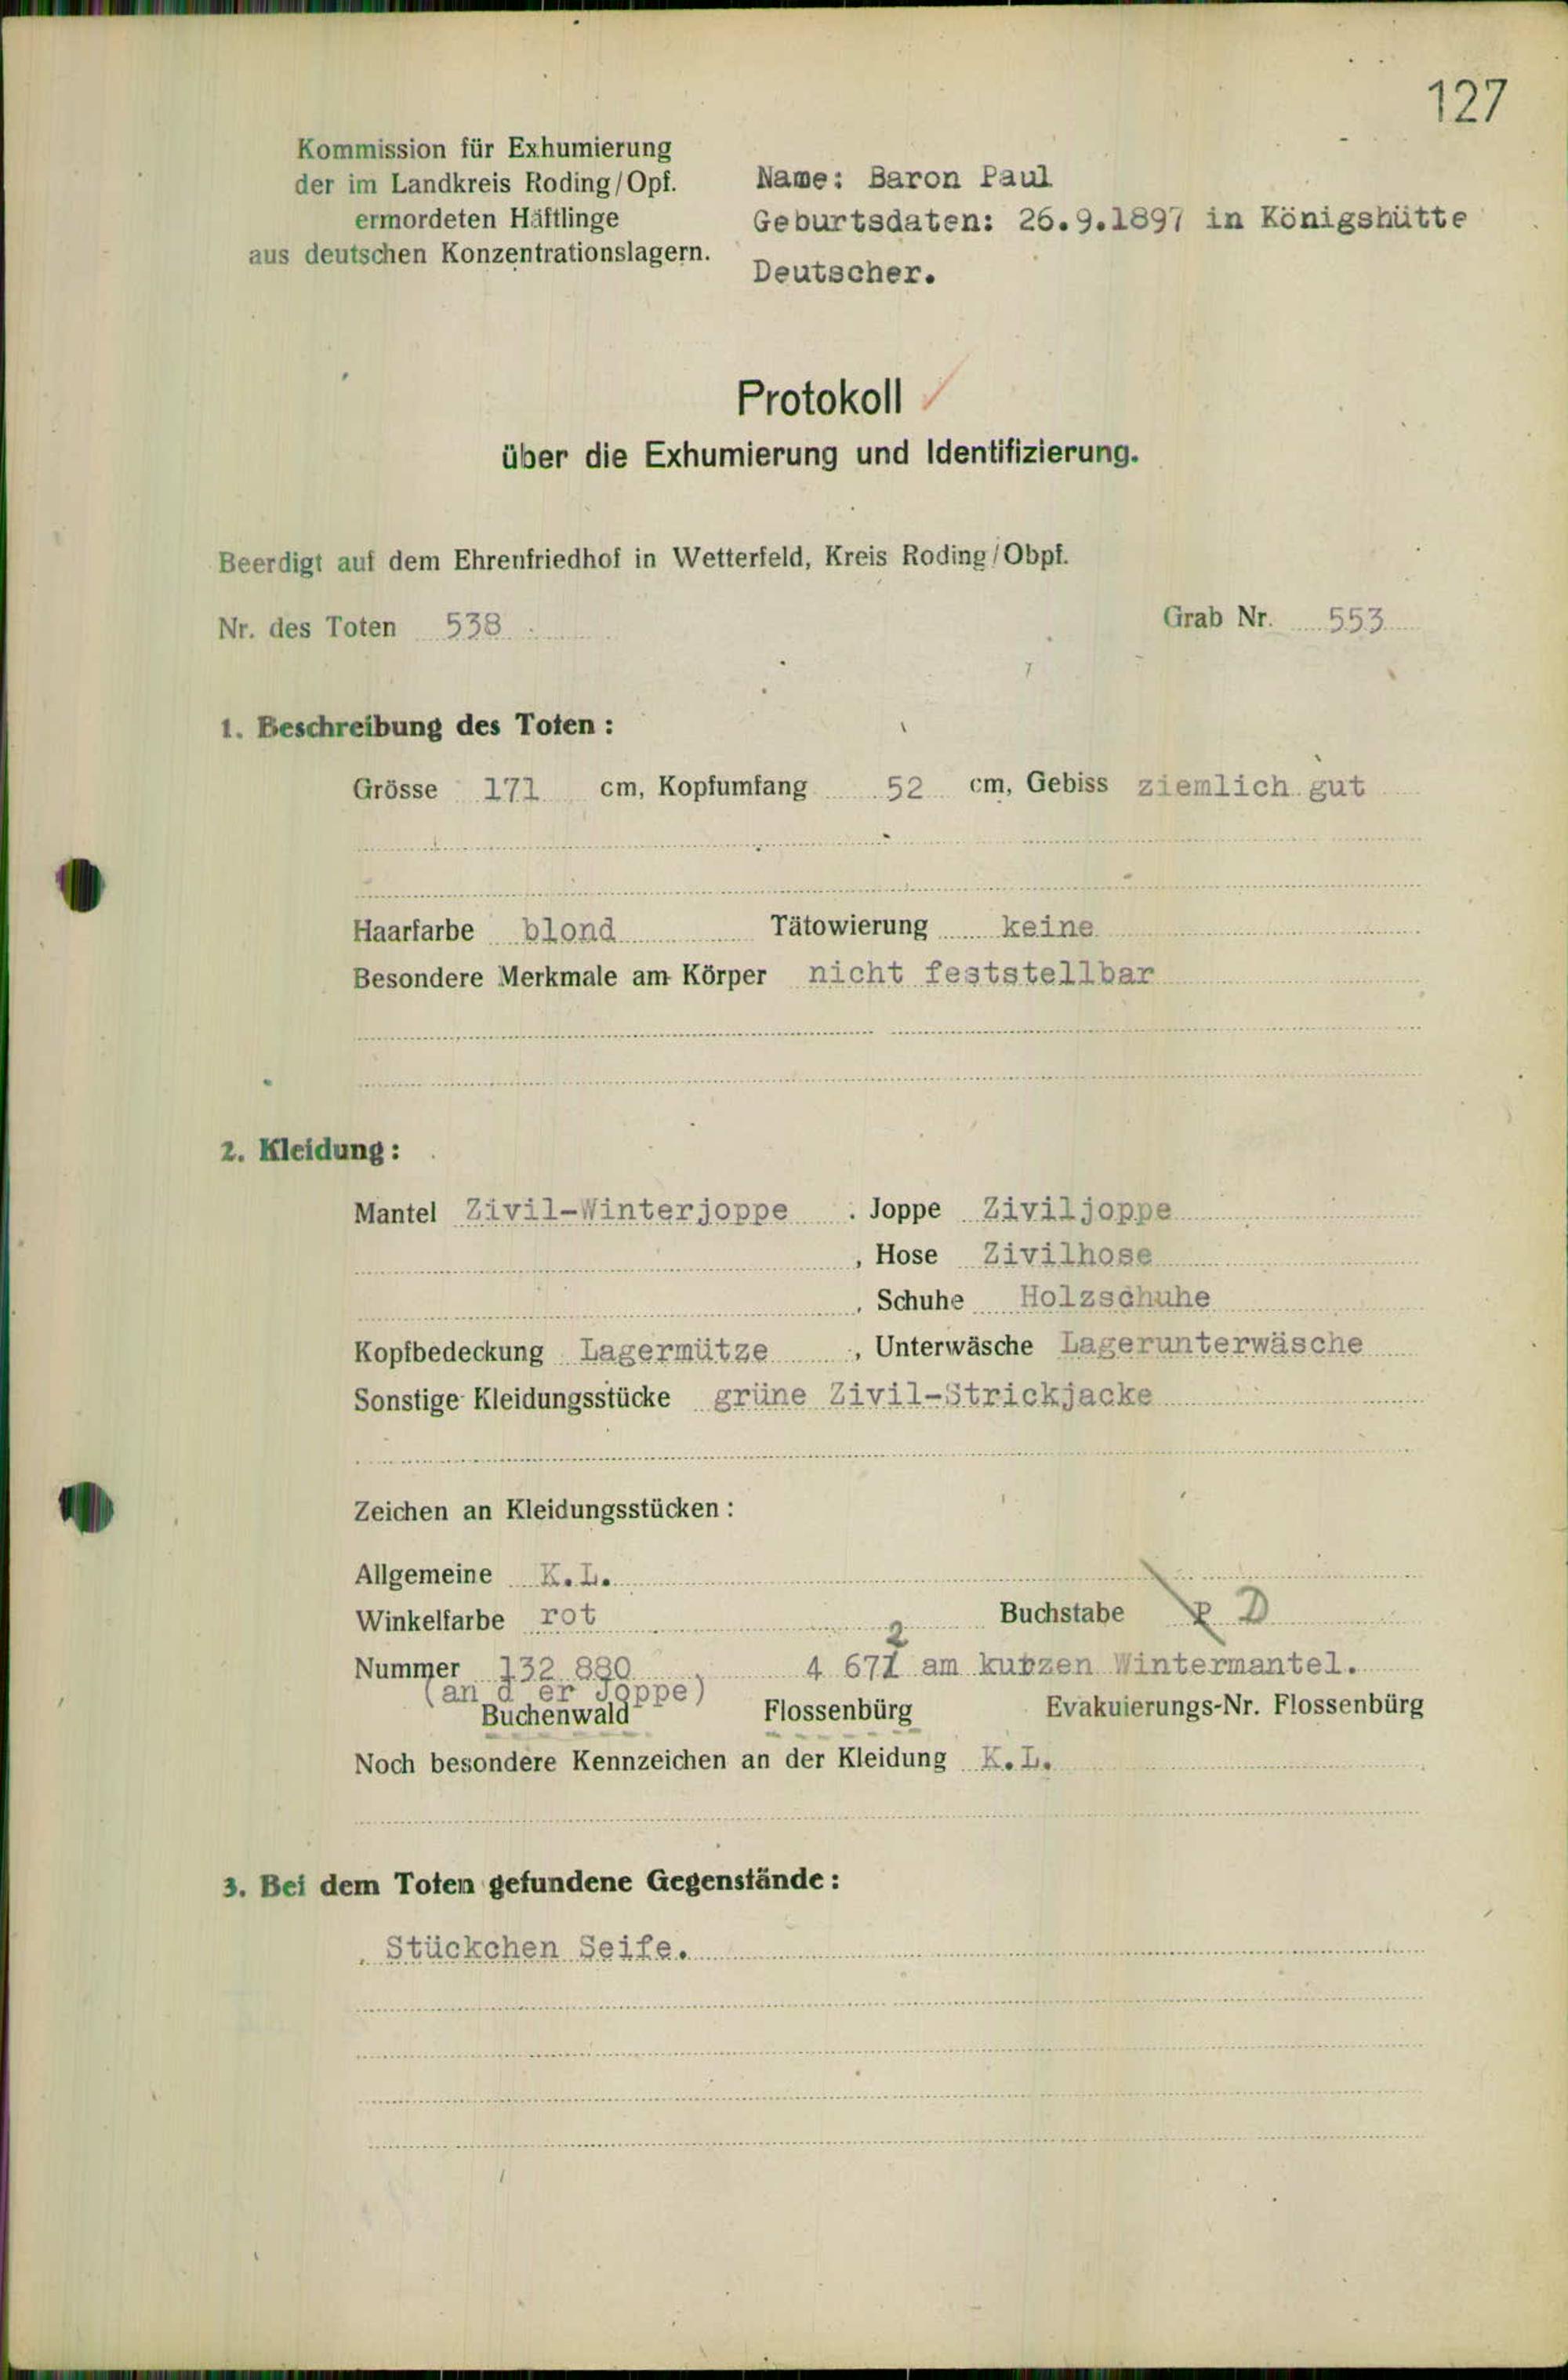 127
Kommission für Exhumierung
der im Landkreis Roding/Opf.
ermordeten Häftlinge
aus deutschen Konzentrationslagern.
Name: Baron Paul
Geburtsdaten: 26.9.1897 in Königshütte
Deutscher.
Protokoll
über die Exhumierung und Identifizierung.
Beerdigt auf dem Ehrenfriedhof in Wetterfeld, Kreis Roding/Obpf.
Nr. des Toten 538 Grab Nr. 553
1. Beschreibung des Toten:
Grösse 171 cm, Kopfumfang 52 cm, Gebiss ziemlich gut
Haarfarbe blond Tätowierung keine
Besondere Merkmale am Körper nicht feststellbar
2. Kleidung:
Mantel Zivil-Winterjoppe . Joppe Ziviljoppe
, Hose Zivilhose
, Schuhe Holzschuhe
Kopfbedeckung Lagermütze , Unterwäsche Lagerunterwäsche
Sonstige Kleidungsstücke grüne Zivil-Strickjacke
Zeichen an Kleidungsstücken:
Allgemeine K.L.
Winkelfarbe rot Buchstabe P D
2
Nummer 132 880 , 4 671 am kurzen Wintermantel.
(an d er Joppe)
Buchenwald Flossenbürg Evakuierungs-Nr. Flossenbürg
Noch besondere Kennzeichen an der Kleidung K.L.
3. Bei dem Toten gefundene Gegenstände:
Stückchen Seife.